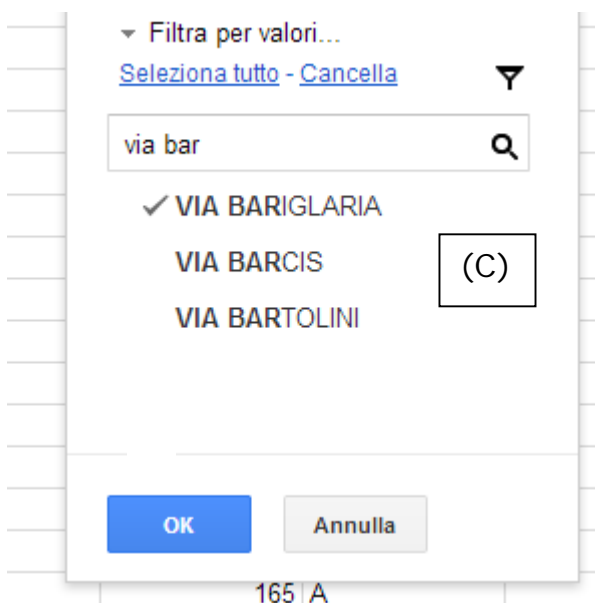 Filtra per valori...
Seleziona tutto - Cancella
via bar
VIA BARIGLARIA
VIA BARCIS
(C)
VIA BARTOLINI
OK Annulla
165 A